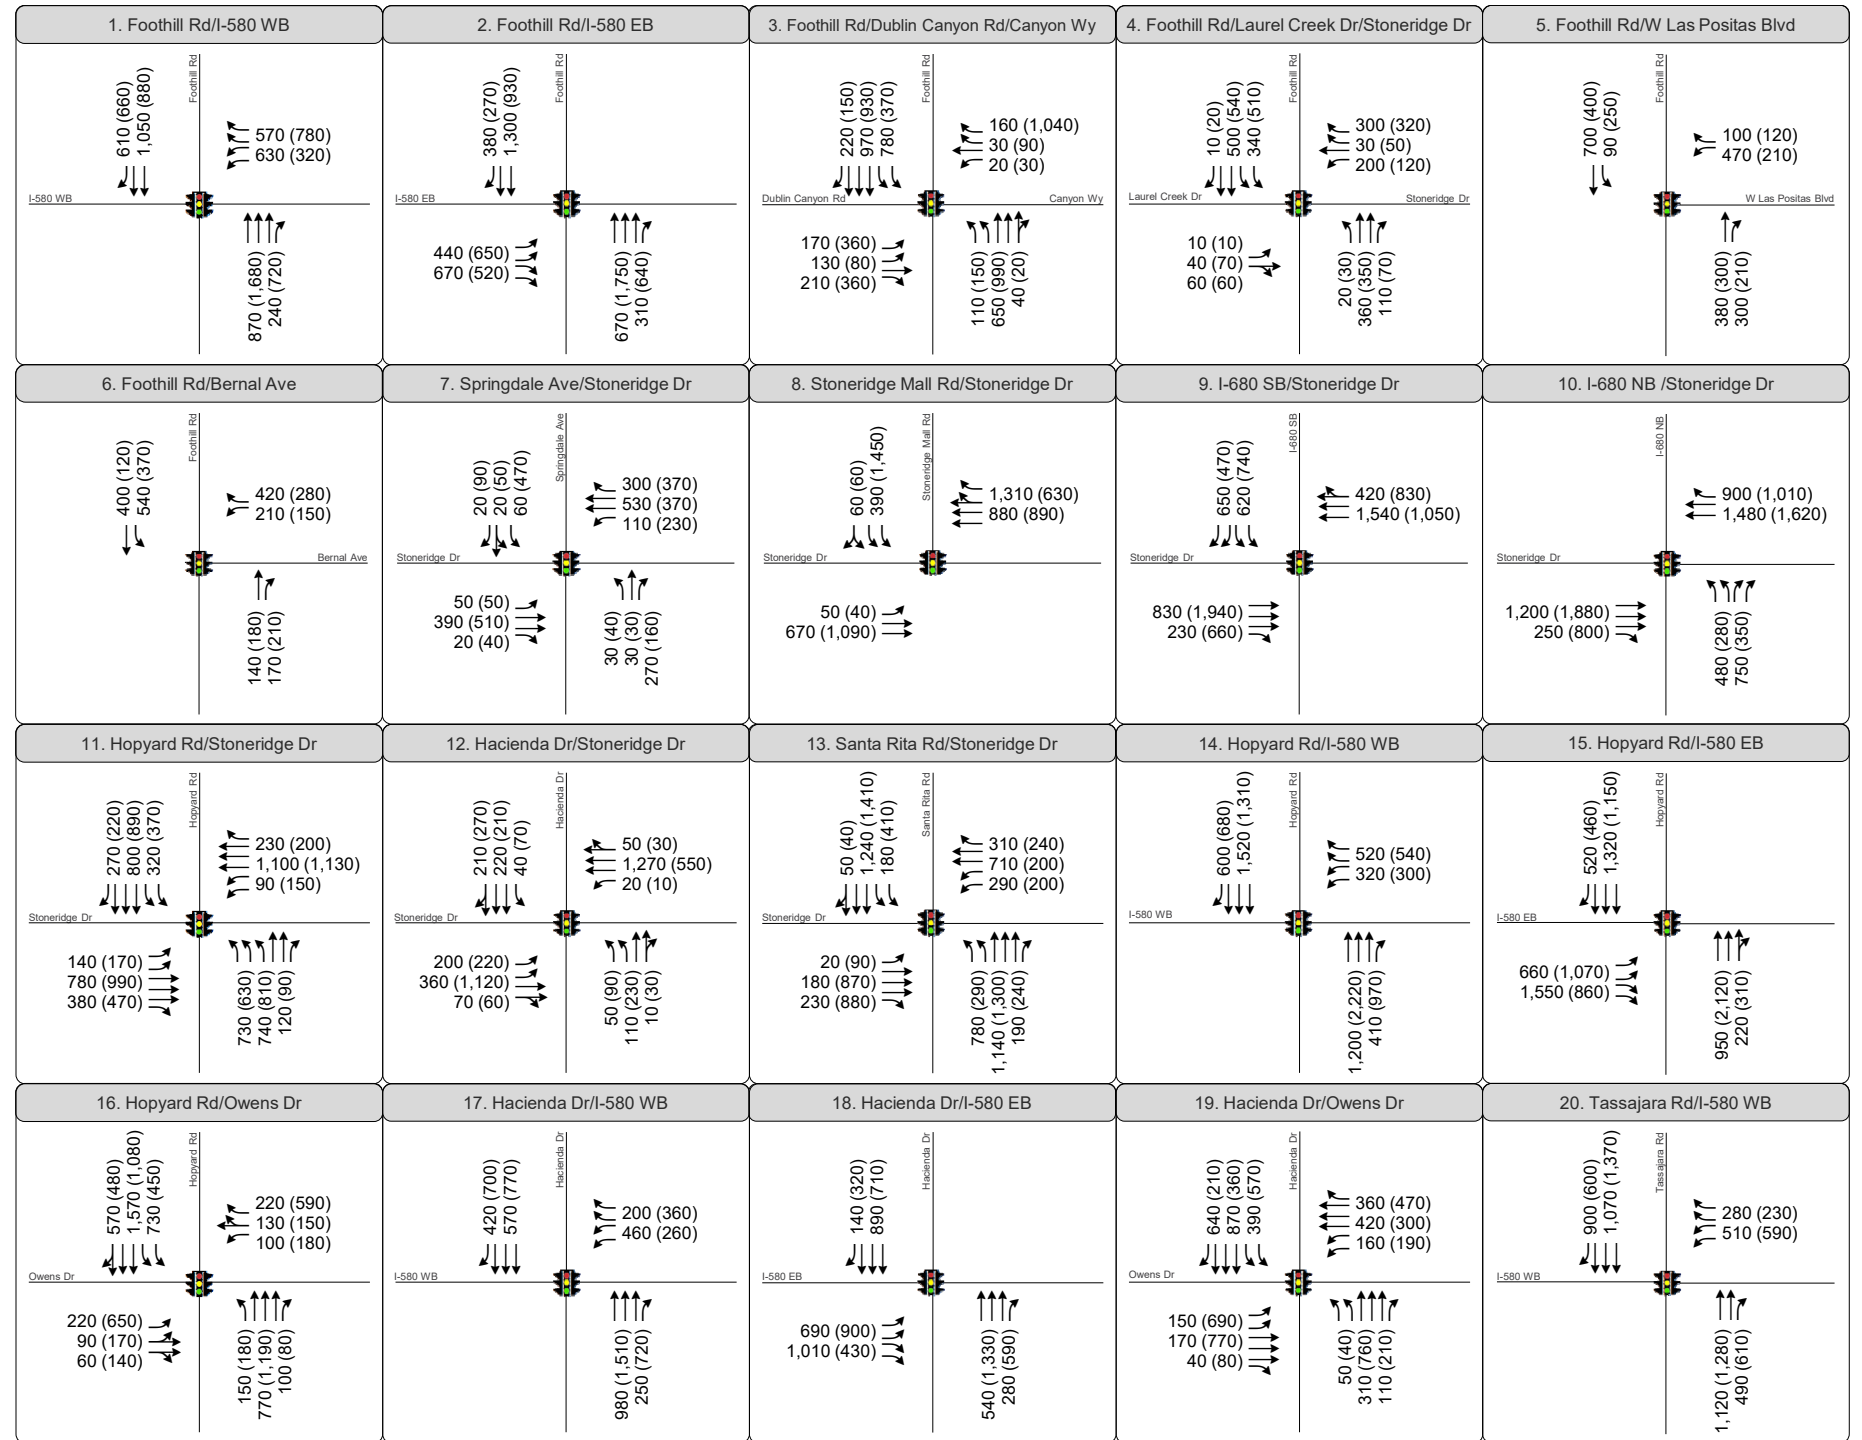 1. Foothill Rd/I-580 WB
610 (660)
1,050 (880)
Foothill Rd
570 (780)
630 (320)
I-580 WB
870 (1,680)
240 (720)
2. Foothill Rd/I-580 EB
380 (270)
1,300 (930)
Foothill Rd
I-580 EB
440 (650)
670 (520)
670 (1,750)
310 (640)
3. Foothill Rd/Dublin Canyon Rd/Canyon Wy
220 (150)
970 (930)
780 (370)
Foothill Rd
160 (1,040)
30 (90)
20 (30)
Dublin Canyon Rd
Canyon Wy
170 (360)
130 (80)
210 (360)
110 (150)
650 (990)
40 (20)
4. Foothill Rd/Laurel Creek Dr/Stoneridge Dr
10 (20)
500 (540)
340 (510)
Foothill Rd
300 (320)
30 (50)
200 (120)
Laurel Creek Dr
Stoneridge Dr
10 (10)
40 (70)
60 (60)
20 (30)
360 (350)
110 (70)
5. Foothill Rd/W Las Positas Blvd
700 (400)
90 (250)
Foothill Rd
100 (120)
470 (210)
W Las Positas Blvd
380 (300)
300 (210)
6. Foothill Rd/Bernal Ave
400 (120)
540 (370)
Foothill Rd
420 (280)
210 (150)
Bernal Ave
140 (180)
170 (210)
7. Springdale Ave/Stoneridge Dr
20 (90)
20 (50)
60 (470)
Springdale Ave
300 (370)
530 (370)
110 (230)
Stoneridge Dr
50 (50)
390 (510)
20 (40)
30 (40)
30 (30)
270 (160)
8. Stoneridge Mall Rd/Stoneridge Dr
60 (60)
390 (1,450)
Stoneridge Mall Rd
1,310 (630)
880 (890)
Stoneridge Dr
50 (40)
670 (1,090)
9. I-680 SB/Stoneridge Dr
650 (470)
620 (740)
I-680 SB
420 (830)
1,540 (1,050)
Stoneridge Dr
830 (1,940)
230 (660)
10. I-680 NB /Stoneridge Dr
I-680 NB
900 (1,010)
1,480 (1,620)
Stoneridge Dr
1,200 (1,880)
250 (800)
480 (280)
750 (350)
11. Hopyard Rd/Stoneridge Dr
270 (220)
800 (890)
320 (370)
Hopyard Rd
230 (200)
1,100 (1,130)
90 (150)
Stoneridge Dr
140 (170)
780 (990)
380 (470)
730 (630)
740 (810)
120 (90)
12. Hacienda Dr/Stoneridge Dr
210 (270)
220 (210)
40 (70)
Hacienda Dr
50 (30)
1,270 (550)
20 (10)
Stoneridge Dr
200 (220)
360 (1,120)
70 (60)
50 (90)
110 (230)
10 (30)
13. Santa Rita Rd/Stoneridge Dr
50 (40)
1,240 (1,410)
180 (410)
Santa Rita Rd
310 (240)
710 (200)
290 (200)
Stoneridge Dr
20 (90)
180 (870)
230 (880)
780 (290)
1,140 (1,300)
190 (240)
14. Hopyard Rd/I-580 WB
600 (680)
1,520 (1,310)
Hopyard Rd
520 (540)
320 (300)
I-580 WB
1,200 (2,220)
410 (970)
15. Hopyard Rd/I-580 EB
520 (460)
1,320 (1,150)
Hopyard Rd
I-580 EB
660 (1,070)
1,550 (860)
950 (2,120)
220 (310)
16. Hopyard Rd/Owens Dr
570 (480)
1,570 (1,080)
730 (450)
Hopyard Rd
220 (590)
130 (150)
100 (180)
Owens Dr
220 (650)
90 (170)
60 (140)
150 (180)
770 (1,190)
100 (80)
17. Hacienda Dr/I-580 WB
420 (700)
570 (770)
Hacienda Dr
200 (360)
460 (260)
I-580 WB
980 (1,510)
250 (720)
18. Hacienda Dr/I-580 EB
140 (320)
890 (710)
Hacienda Dr
I-580 EB
690 (900)
1,010 (430)
540 (1,330)
280 (590)
19. Hacienda Dr/Owens Dr
640 (210)
870 (360)
390 (570)
Hacienda Dr
360 (470)
420 (300)
160 (190)
Owens Dr
150 (690)
170 (770)
40 (80)
50 (40)
310 (760)
110 (210)
20. Tassajara Rd/I-580 WB
900 (600)
1,070 (1,370)
Tassajara Rd
280 (230)
510 (590)
I-580 WB
1,120 (1,280)
490 (610)